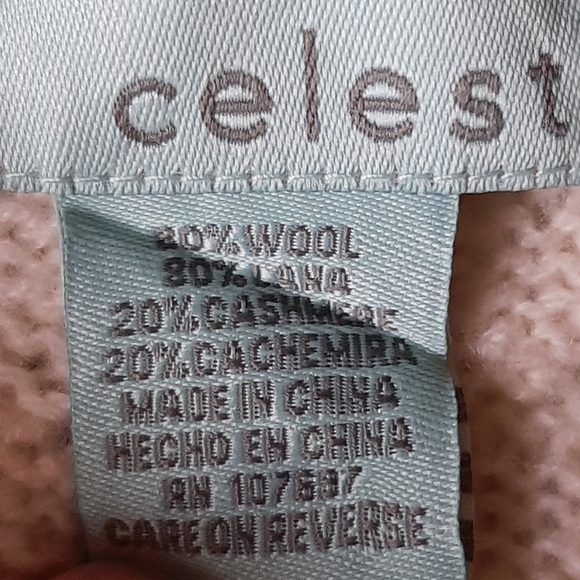 celest
80% WOOL
80% LANA
20% CASHMERE
20% CACHEMIRA
MADE IN CHINA
HECHO EN CHINA
RN
CARE ON REVERSE